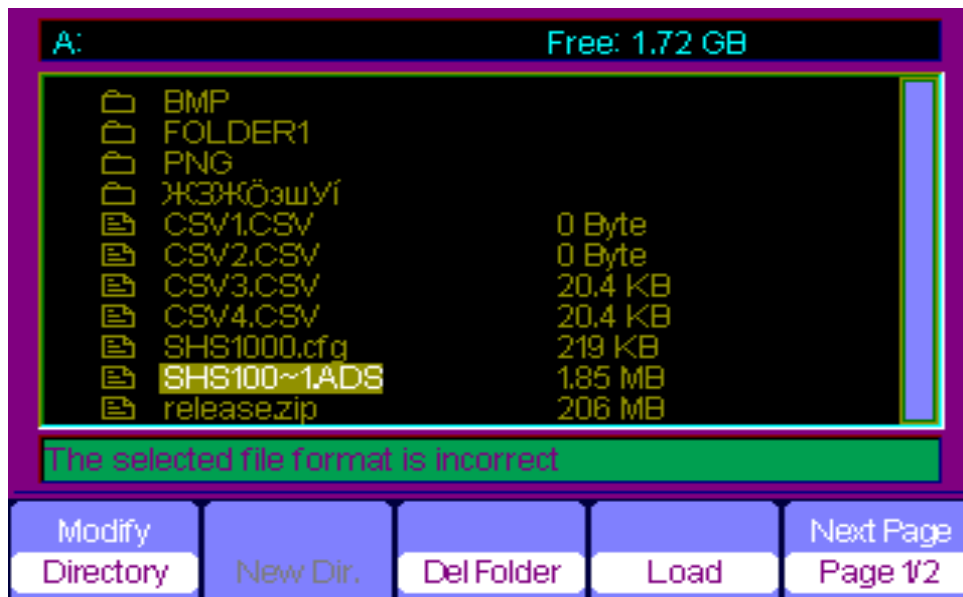 A: Free: 1.72 GB
BMP
FOLDER1
PNG
ЖЗЖÖэшУí
CSV1.CSV 0 Byte
CSV2.CSV 0 Byte
CSV3.CSV 20.4 KB
CSV4.CSV 20.4 KB
SHS1000.cfg 219 KB
SHS100~1.ADS 1.85 MB
release.zip 206 MB
The selected file format is incorrect
Modify Next Page
Directory New Dir. Del Folder Load Page 1/2